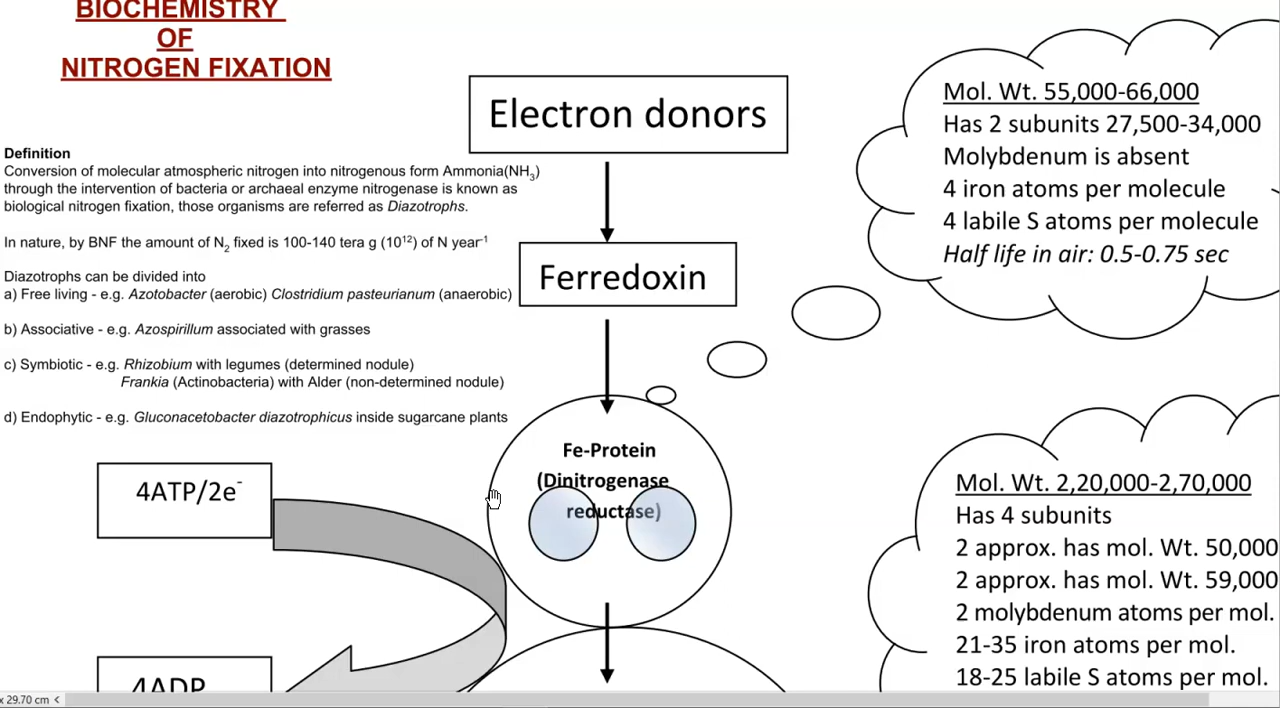 BIOCHEMISTRY
OF
NITROGEN FIXATION
Definition
Conversion of molecular atmospheric nitrogen into nitrogenous form Ammonia(NH₃)
through the intervention of bacteria or archaeal enzyme nitrogenase is known as
biological nitrogen fixation, those organisms are referred as Diazotrophs.
In nature, by BNF the amount of N₂ fixed is 100-140 tera g (10¹²) of N year⁻¹
Diazotrophs can be divided into
a) Free living - e.g. Azotobacter (aerobic) Clostridium pasteurianum (anaerobic)
b) Associative - e.g. Azospirillum associated with grasses
c) Symbiotic - e.g. Rhizobium with legumes (determined nodule)
Frankia (Actinobacteria) with Alder (non-determined nodule)
d) Endophytic - e.g. Gluconacetobacter diazotrophicus inside sugarcane plants
Electron donors
Ferredoxin
Fe-Protein
(Dinitrogenase
reductase)
4ATP/2e⁻
4ADP
Mol. Wt. 55,000-66,000
Has 2 subunits 27,500-34,000
Molybdenum is absent
4 iron atoms per molecule
4 labile S atoms per molecule
Half life in air: 0.5-0.75 sec
Mol. Wt. 2,20,000-2,70,000
Has 4 subunits
2 approx. has mol. Wt. 50,000
2 approx. has mol. Wt. 59,000
2 molybdenum atoms per mol.
21-35 iron atoms per mol.
18-25 labile S atoms per mol.
x 29.70 cm <